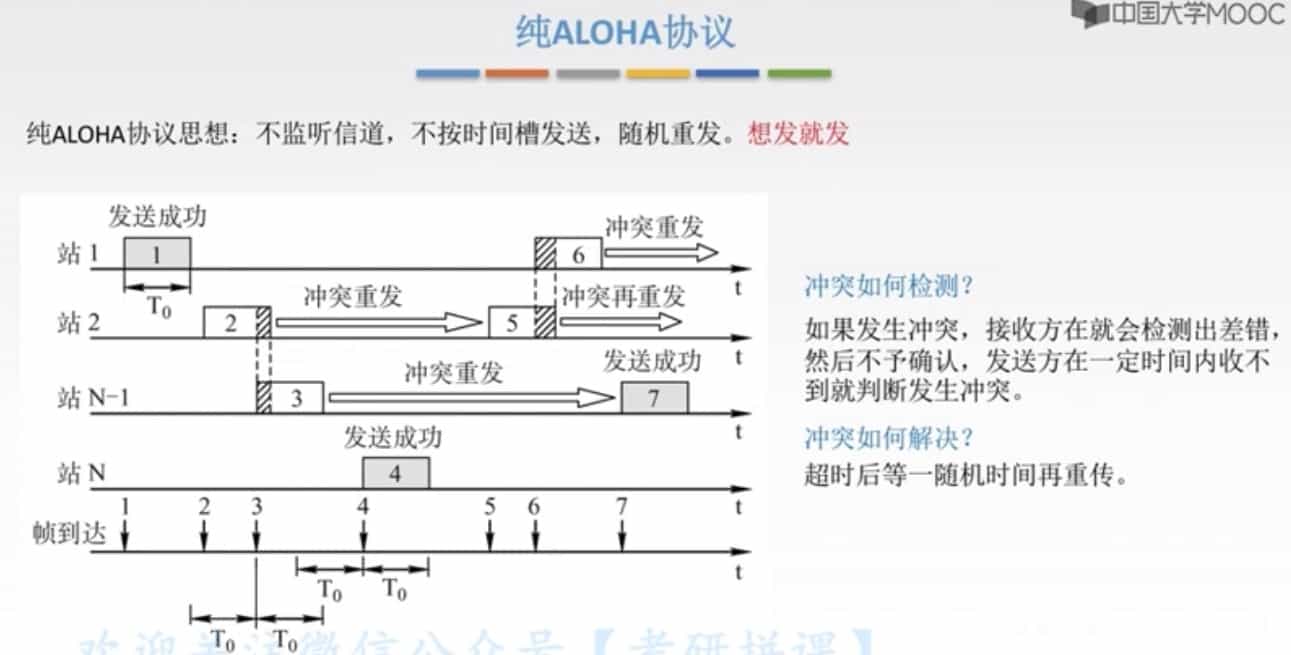 中国大学MOOC
纯ALOHA协议
纯ALOHA协议思想：不监听信道，不按时间槽发送，随机重发。想发就发
发送成功
站 1
1
6
冲突重发
t
T0
站 2
2
冲突重发
5
冲突再重发
t
站 N-1
3
冲突重发
发送成功
7
t
发送成功
站 N
4
t
1 2 3 4 5 6 7
帧到达
t
T0 T0
T0 T0
冲突如何检测？
如果发生冲突，接收方在就会检测出差错，
然后不予确认，发送方在一定时间内收不
到就判断发生冲突。
冲突如何解决？
超时后等一随机时间再重传。
欢迎关注微信公众号【考研拼课】